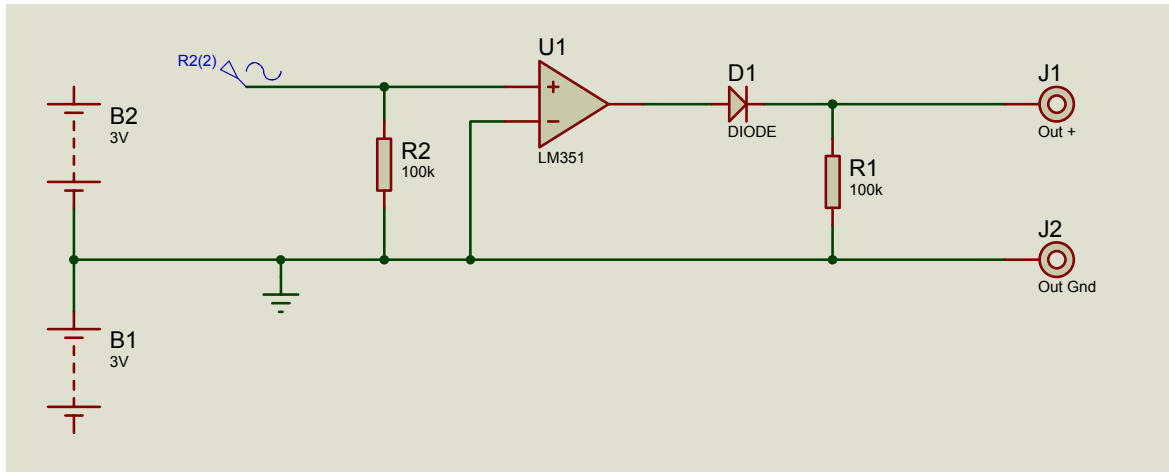 R2(2)
B2
3V
R2
100k
U1
LM351
D1
DIODE
R1
100k
J1
Out +
J2
Out Gnd
B1
3V